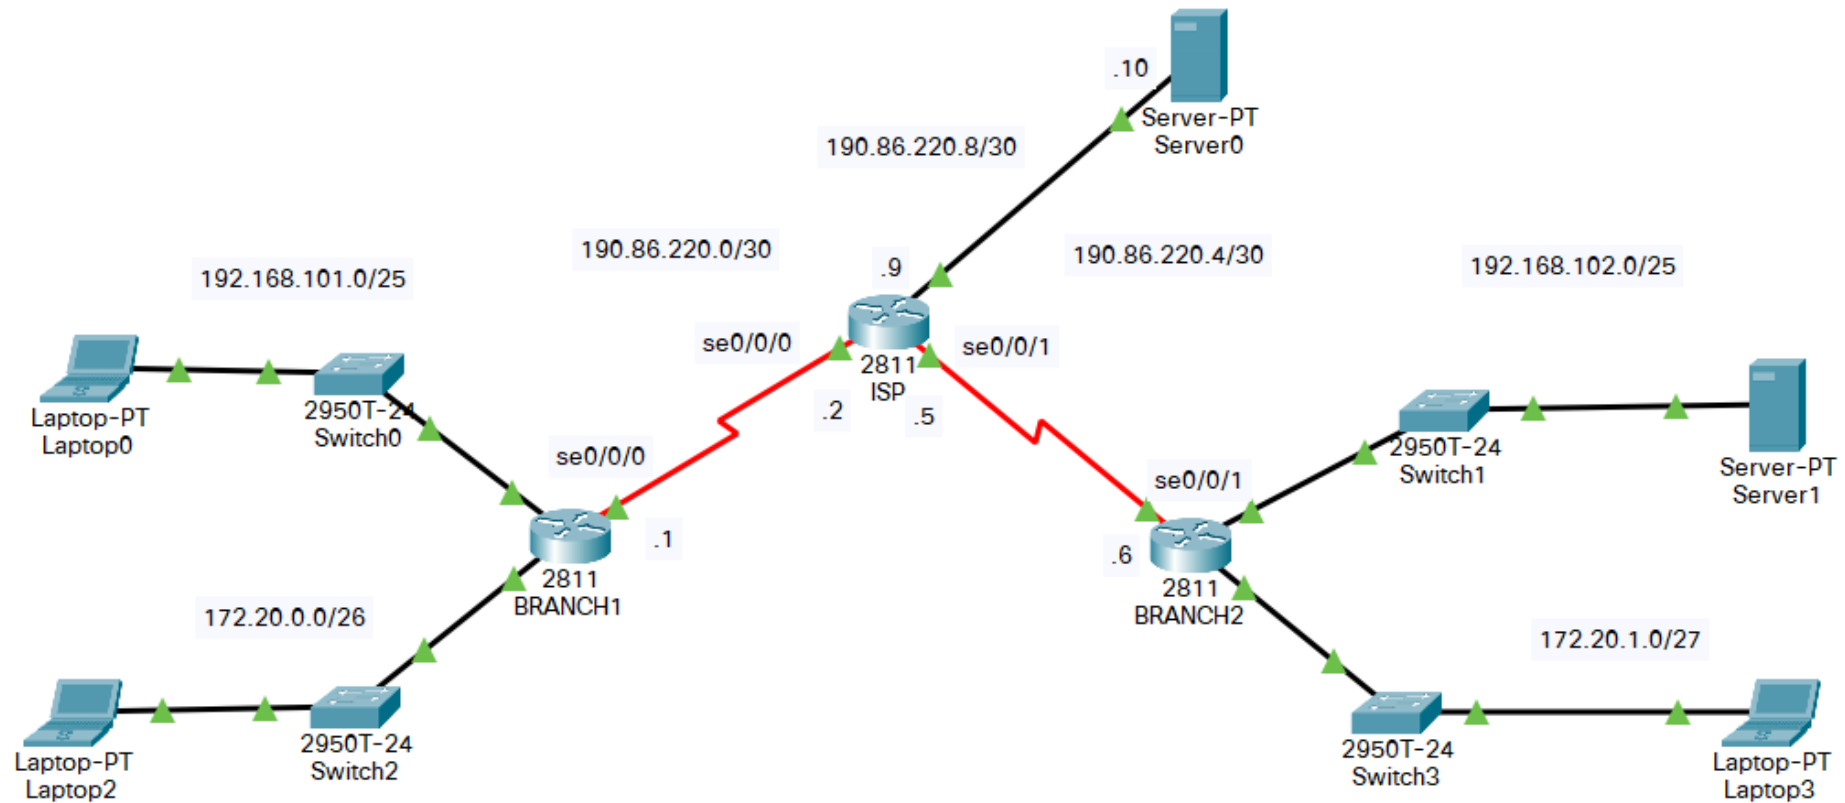 .10
Server-PT
Server0
190.86.220.8/30
190.86.220.0/30
.9
190.86.220.4/30
192.168.101.0/25
192.168.102.0/25
se0/0/0
se0/0/1
2811
ISP
.2
.5
Laptop-PT
Laptop0
2950T-24
Switch0
se0/0/0
.1
2811
BRANCH1
se0/0/1
.6
2811
BRANCH2
2950T-24
Switch1
Server-PT
Server1
172.20.0.0/26
172.20.1.0/27
Laptop-PT
Laptop2
2950T-24
Switch2
2950T-24
Switch3
Laptop-PT
Laptop3